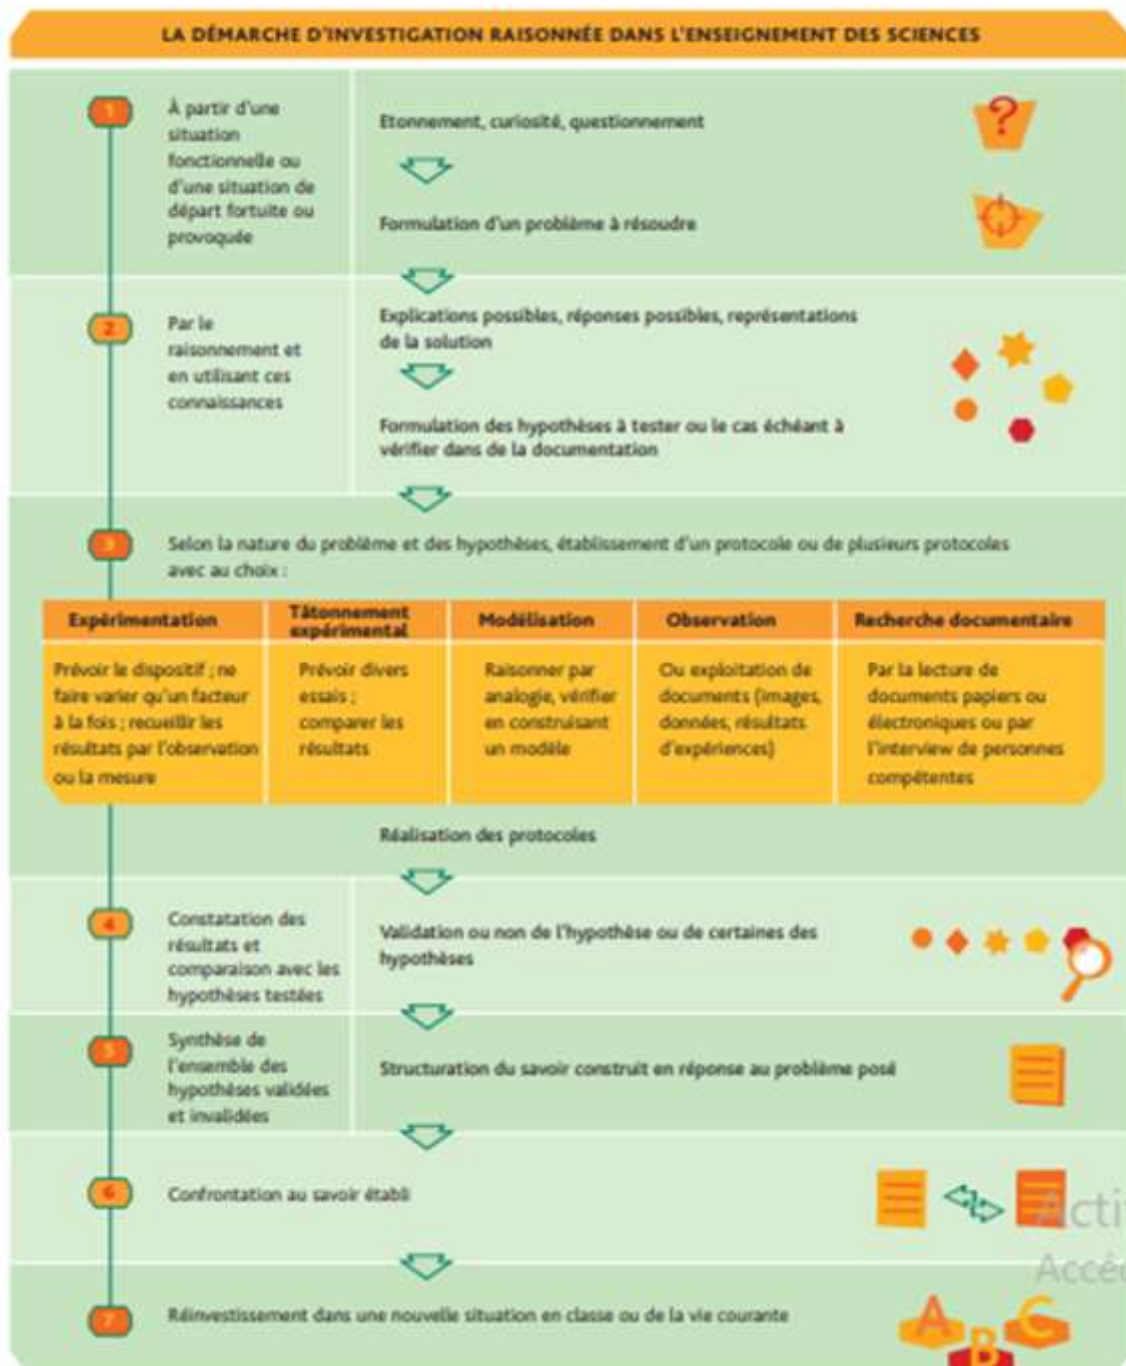 LA DÉMARCHE D'INVESTIGATION RAISONNÉE DANS L'ENSEIGNEMENT DES SCIENCES
1
À partir d'une
situation
fonctionnelle ou
d'une situation de
départ fortuite ou
provoquée
Etonnement, curiosité, questionnement
?
Formulation d'un problème à résoudre
2
Par le
raisonnement et
en utilisant ces
connaissances
Explications possibles, réponses possibles, représentations
de la solution
Formulation des hypothèses à tester ou le cas échéant à
vérifier dans de la documentation
3
Selon la nature du problème et des hypothèses, établissement d'un protocole ou de plusieurs protocoles
avec au choix :
Expérimentation
Prévoir le dispositif ; ne
faire varier qu'un facteur
à la fois ; recueillir les
résultats par l'observation
ou la mesure
Tâtonnement
expérimental
Prévoir divers
essais ;
comparer les
résultats
Modélisation
Raisonner par
analogie, vérifier
en construisant
un modèle
Observation
Ou exploitation de
documents (images,
données, résultats
d'expériences)
Recherche documentaire
Par la lecture de
documents papiers ou
électroniques ou par
l'interview de personnes
compétentes
Réalisation des protocoles
4
Constatation des
résultats et
comparaison avec les
hypothèses testées
Validation ou non de l'hypothèse ou de certaines des
hypothèses
5
Synthèse de
l'ensemble des
hypothèses validées
et invalidées
Structuration du savoir construit en réponse au problème posé
6
Confrontation au savoir établi
Acti
Accéd
7
Réinvestissement dans une nouvelle situation en classe ou de la vie courante
A B C